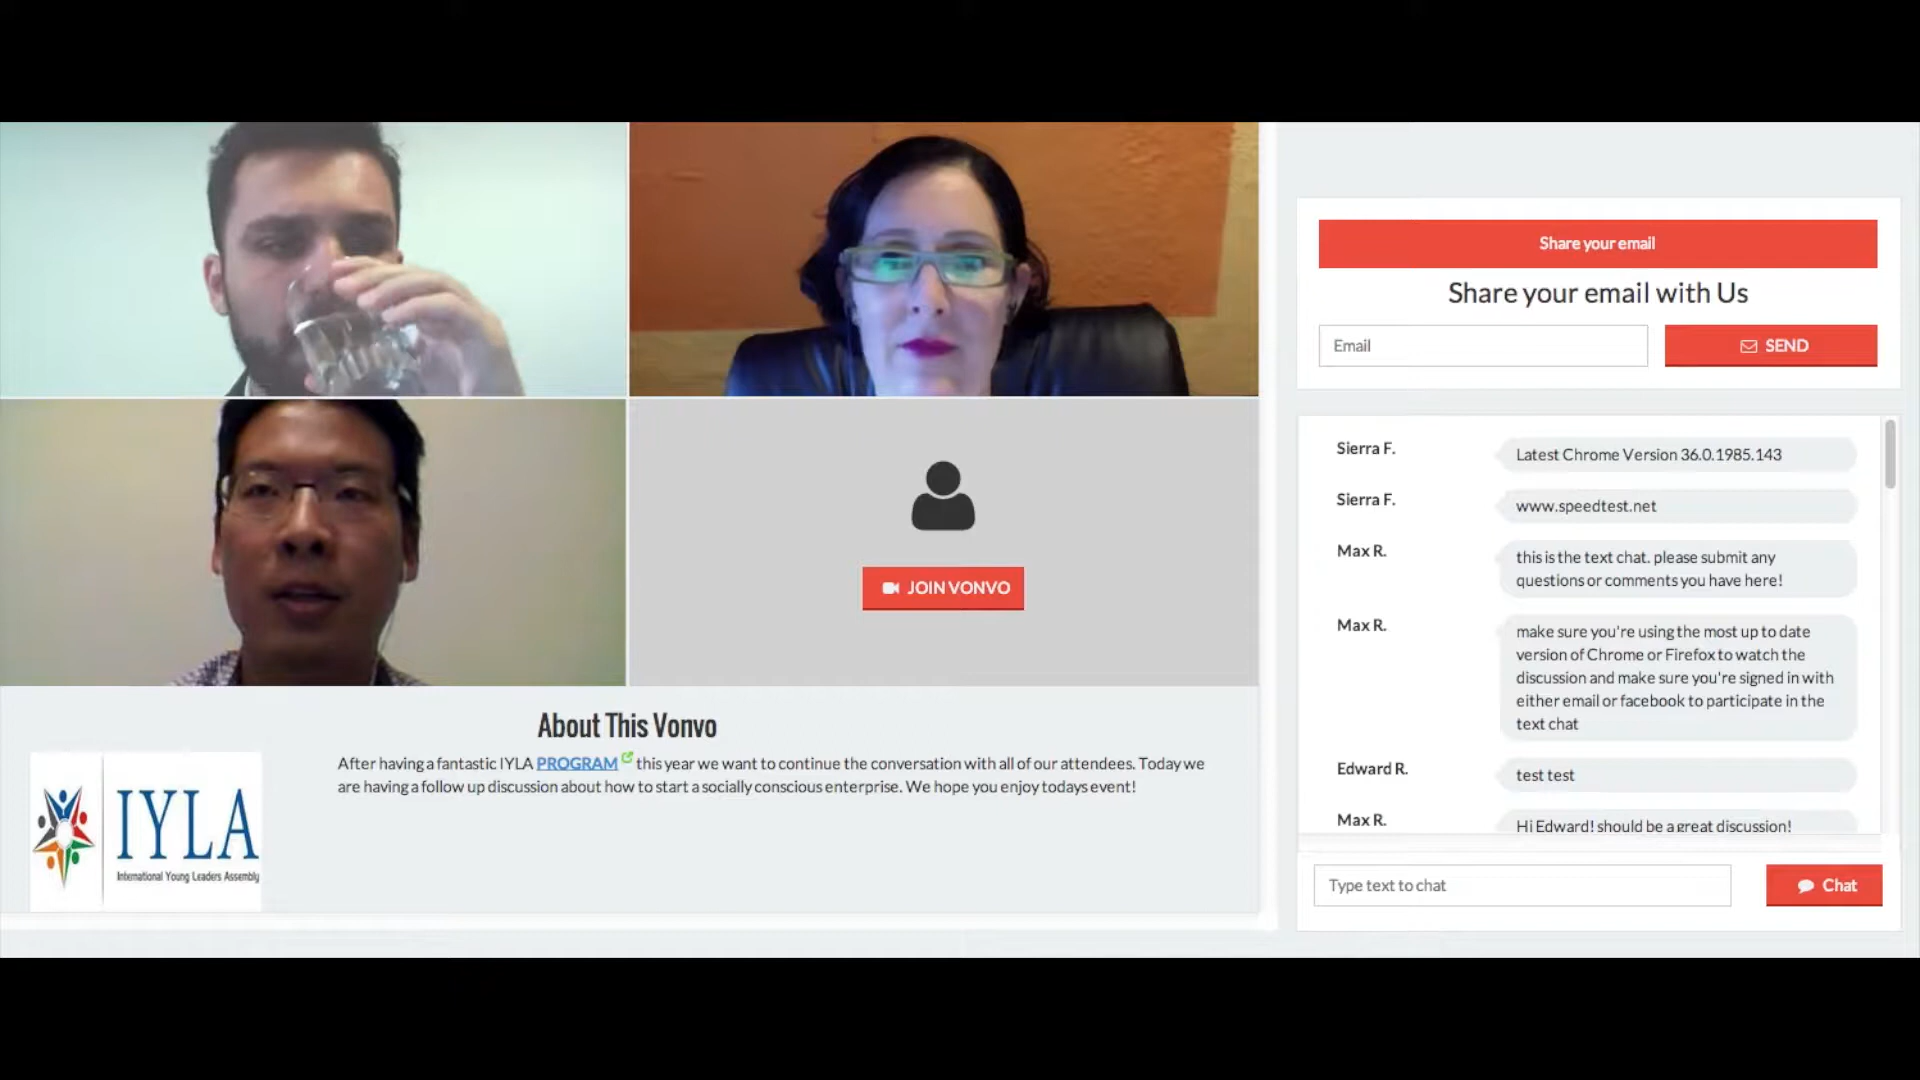 Share your email
Share your email with Us
Email
SEND
Sierra F.
Latest Chrome Version 36.0.1985.143
Sierra F.
www.speedtest.net
Max R.
this is the text chat. please submit any
questions or comments you have here!
Max R.
make sure you're using the most up to date
version of Chrome or Firefox to watch the
discussion and make sure you're signed in with
either email or facebook to participate in the
text chat
Edward R.
test test
Max R.
Hi Edward! should be a great discussion!
Type text to chat
Chat
JOIN VONVO
About This Vonvo
After having a fantastic IYLA PROGRAM this year we want to continue the conversation with all of our attendees. Today we
are having a follow up discussion about how to start a socially conscious enterprise. We hope you enjoy todays event!
IYLA
International Young Leaders Assembly